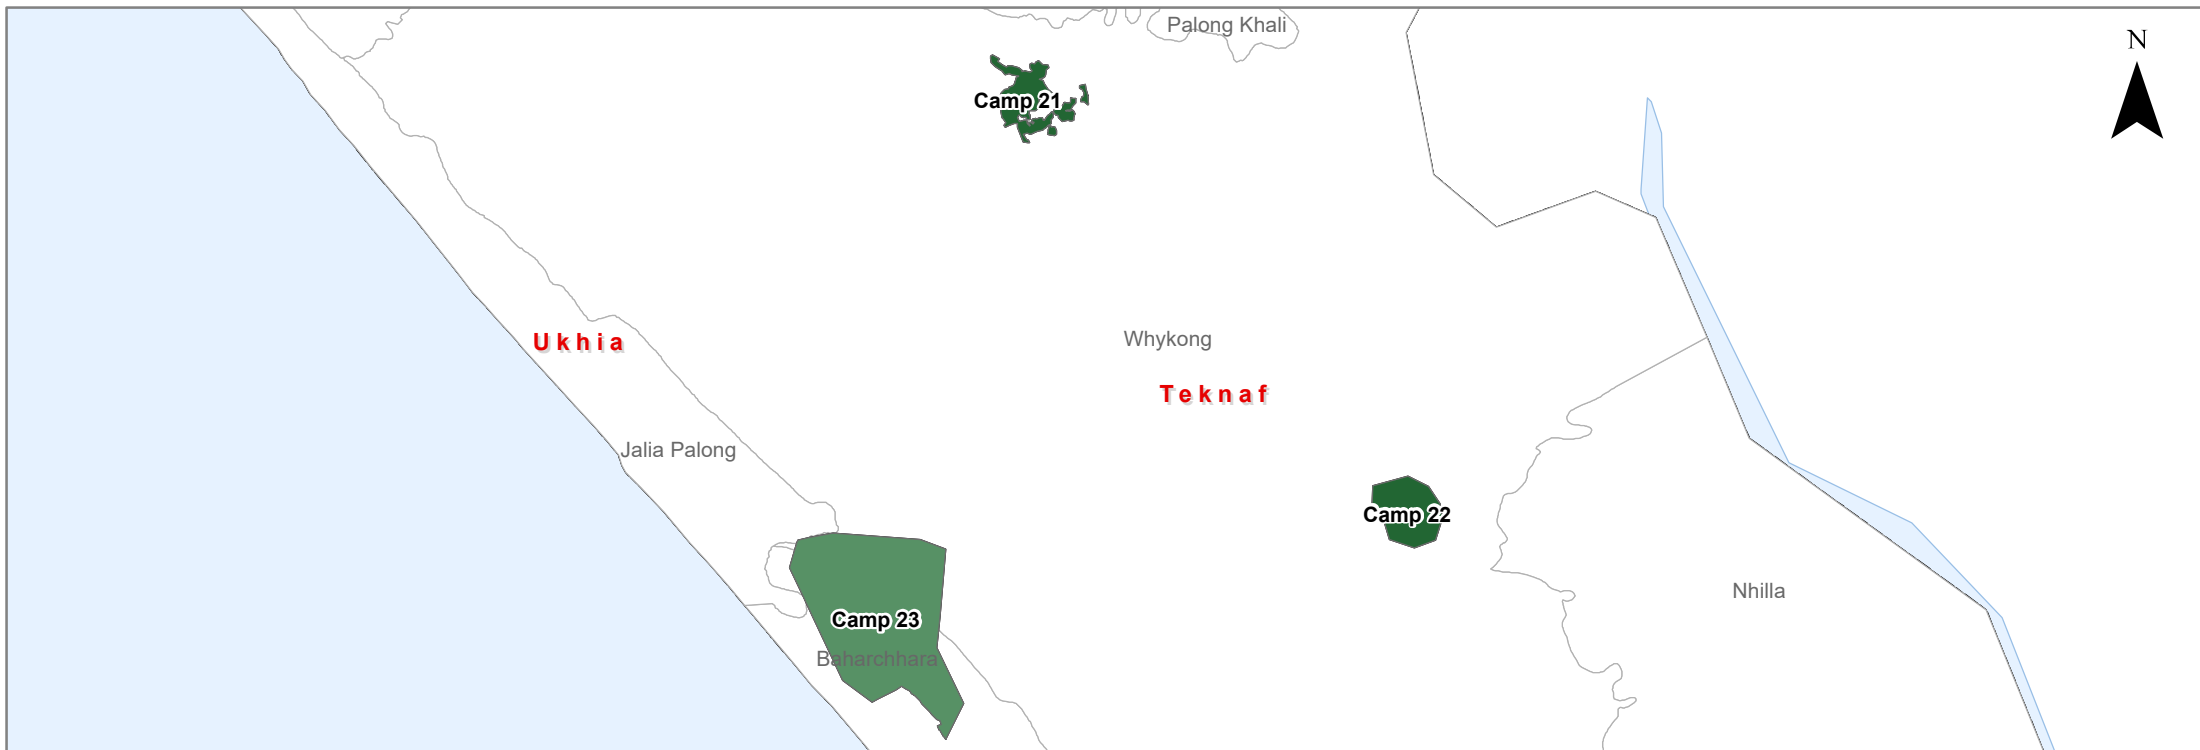 Palong Khali
N
Camp 21
Whykong
Ukhia
Teknaf
Jalia Palong
Camp 22
Nhilla
Camp 23
Baharchhara